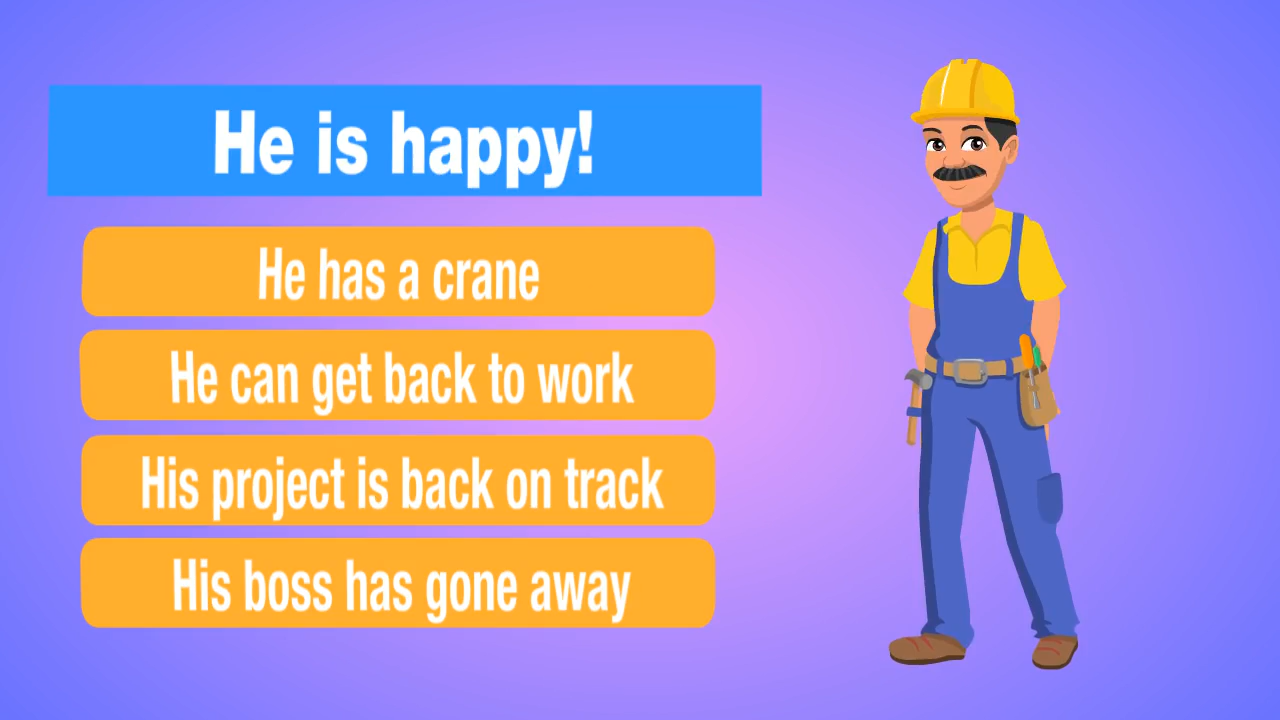 He is happy!
He has a crane
He can get back to work
His project is back on track
His boss has gone away